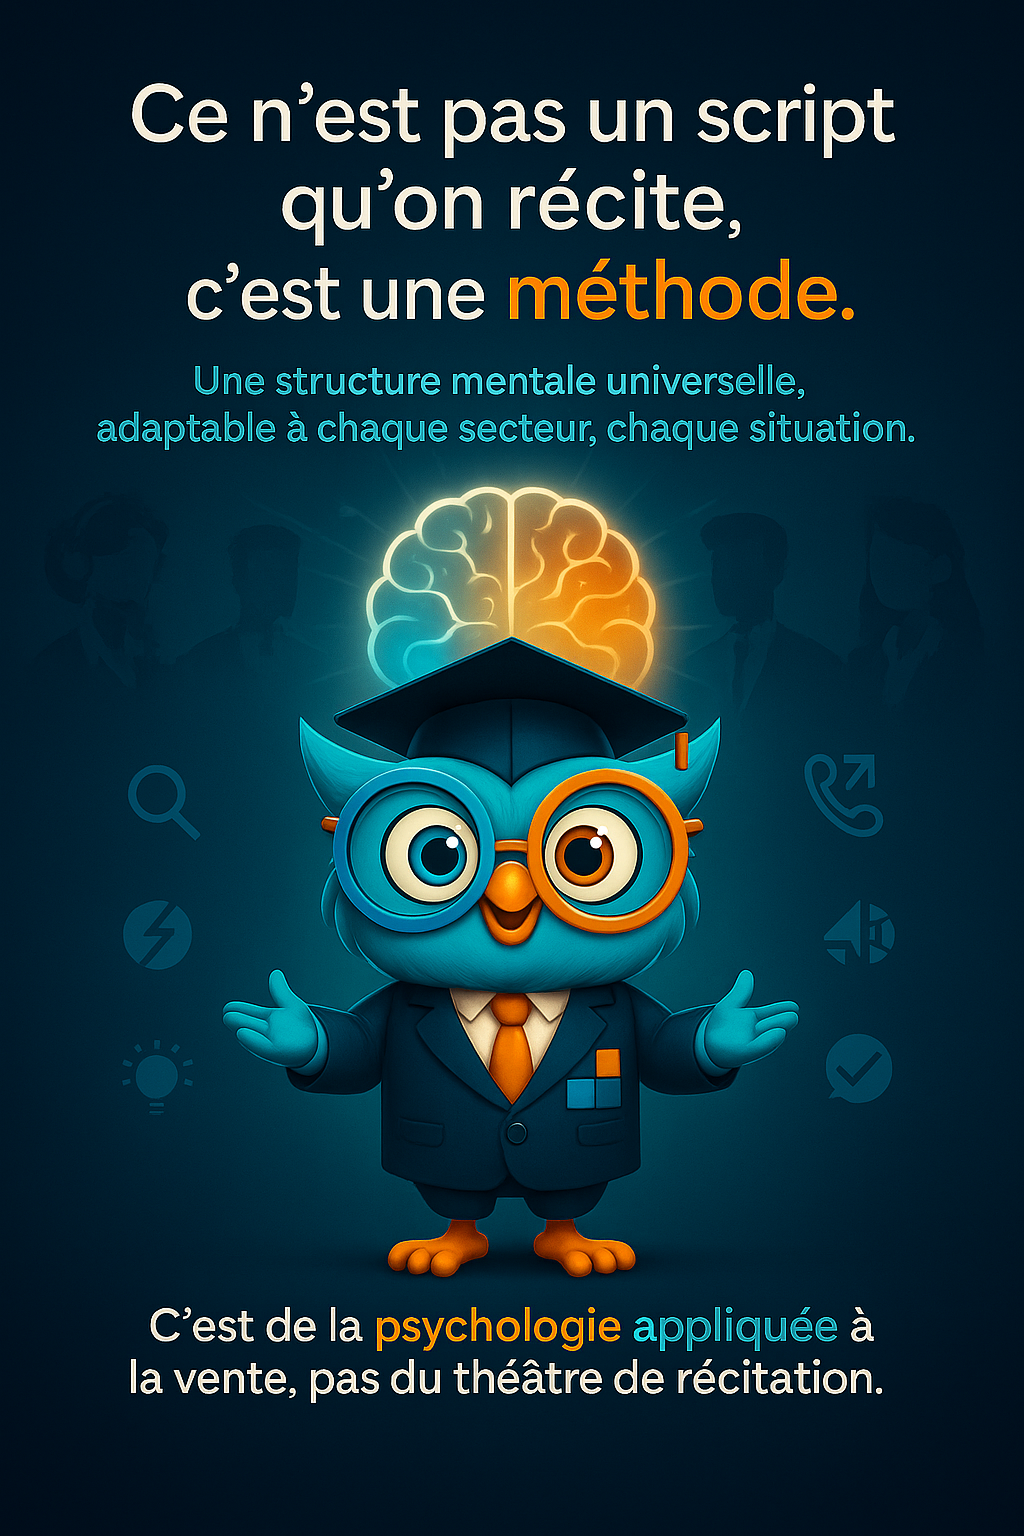 Ce n’est pas un script
qu’on récite,
c’est une méthode.
Une structure mentale universelle,
adaptable à chaque secteur, chaque situation.
C’est de la psychologie appliquée à
la vente, pas du théâtre de récitation.